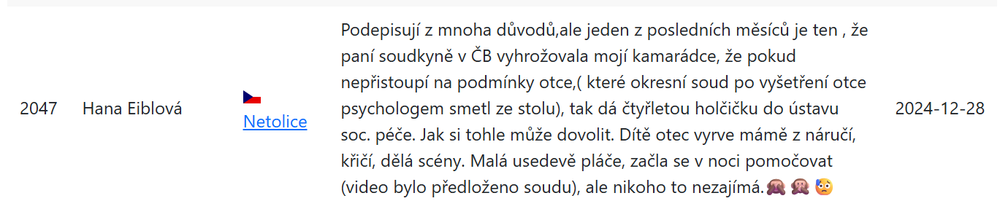 2047
Hana Eiblová
Netolice
Podepisují z mnoha důvodů,ale jeden z posledních měsíců je ten , že
paní soudkyně v ČB vyhrožovala mojí kamarádce, že pokud
nepřistoupí na podmínky otce,( které okresní soud po vyšetření otce
psychologem smetl ze stolu), tak dá čtyřletou holčičku do ústavu
soc. péče. Jak si tohle může dovolit. Dítě otec vyrve mámě z náručí,
křičí, dělá scény. Malá usedevě pláče, začla se v noci pomočovat
(video bylo předloženo soudu), ale nikoho to nezajímá.🙈 🙊 😓
2024-12-28